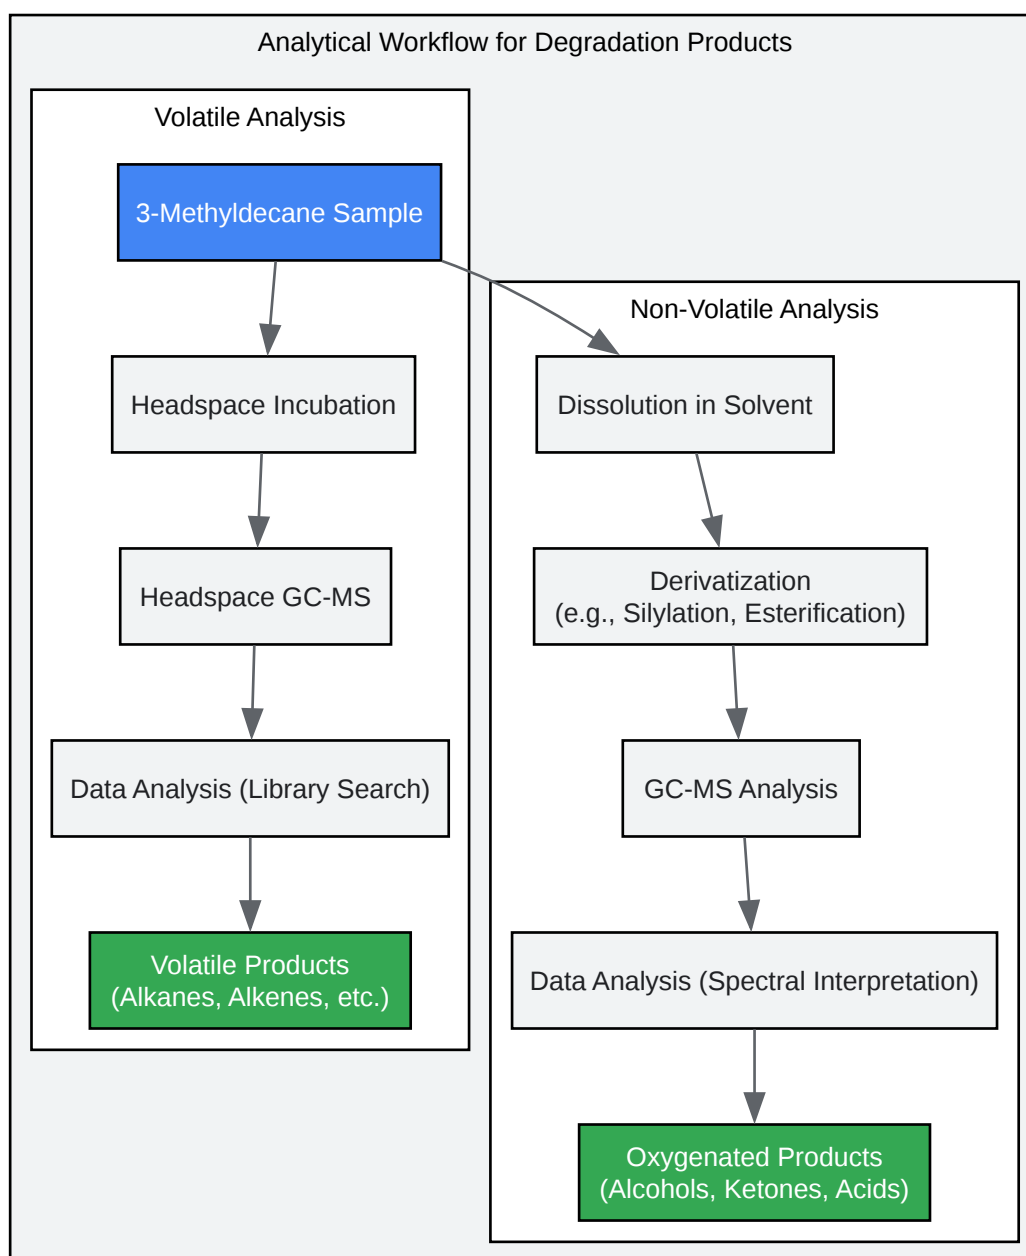 Analytical Workflow for Degradation Products
Volatile Analysis
3-Methyldecane Sample
Headspace Incubation
Headspace GC-MS
Data Analysis (Library Search)
Volatile Products
(Alkanes, Alkenes, etc.)
Non-Volatile Analysis
Dissolution in Solvent
Derivatization
(e.g., Silylation, Esterification)
GC-MS Analysis
Data Analysis (Spectral Interpretation)
Oxygenated Products
(Alcohols, Ketones, Acids)